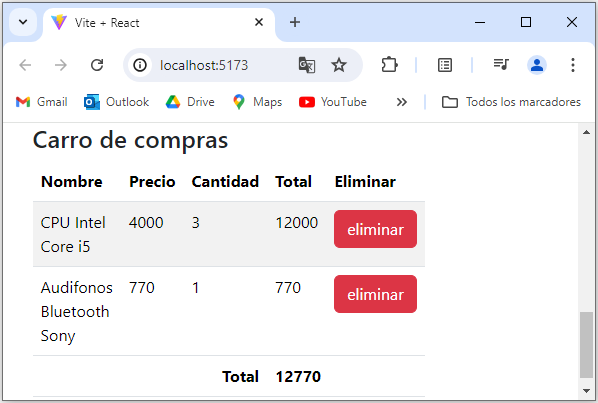 Vite + React
localhost:5173
Gmail Outlook Drive Maps YouTube Todos los marcadores
Carro de compras
Nombre Precio Cantidad Total Eliminar
CPU Intel 4000 3 12000 eliminar
Core i5
Audifonos 770 1 770 eliminar
Bluetooth
Sony
Total 12770